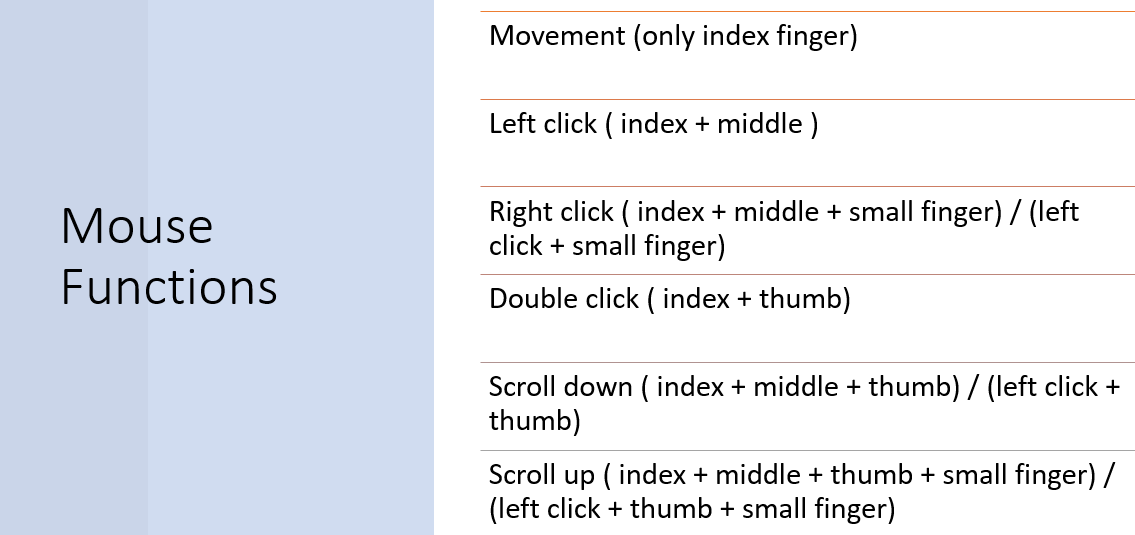 Mouse
Functions
Movement (only index finger)
Left click ( index + middle )
Right click ( index + middle + small finger) / (left
click + small finger)
Double click ( index + thumb)
Scroll down ( index + middle + thumb) / (left click +
thumb)
Scroll up ( index + middle + thumb + small finger) /
(left click + thumb + small finger)